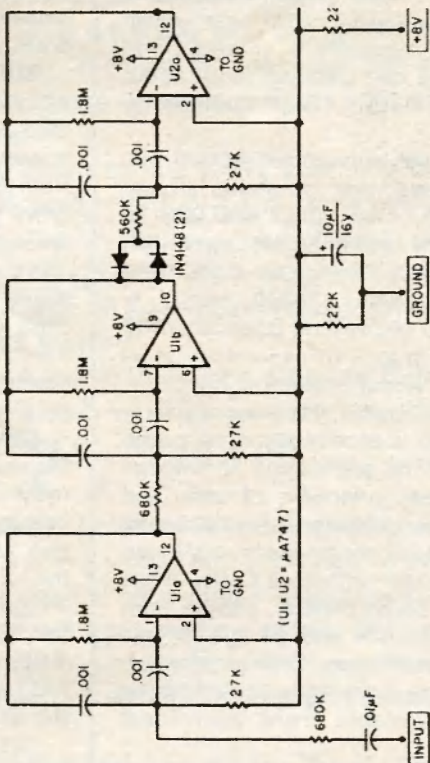 +8V
13
12
1
-
U2a
4
TO
GND
2
+
1.8M
.001
.001
27K
22
+8V
560K
1N4148 (2)
10
+8V
9
U1b
7
-
6
+
1.8M
.001
.001
27K
+ 10µF
16V
22K
GROUND
680K
12
+8V
13
U1a
4
TO
GND
1
-
2
+
1.8M
.001
.001
27K
(U1 = U2 = µA747)
680K
.01µF
INPUT